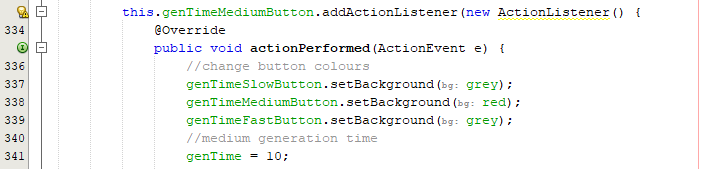 this.genTimeMediumButton.addActionListener(new ActionListener() {
334 @Override
public void actionPerformed(ActionEvent e) {
336 //change button colours
337 genTimeSlowButton.setBackground(bg: grey);
338 genTimeMediumButton.setBackground(bg: red);
339 genTimeFastButton.setBackground(bg: grey);
340 //medium generation time
341 genTime = 10;